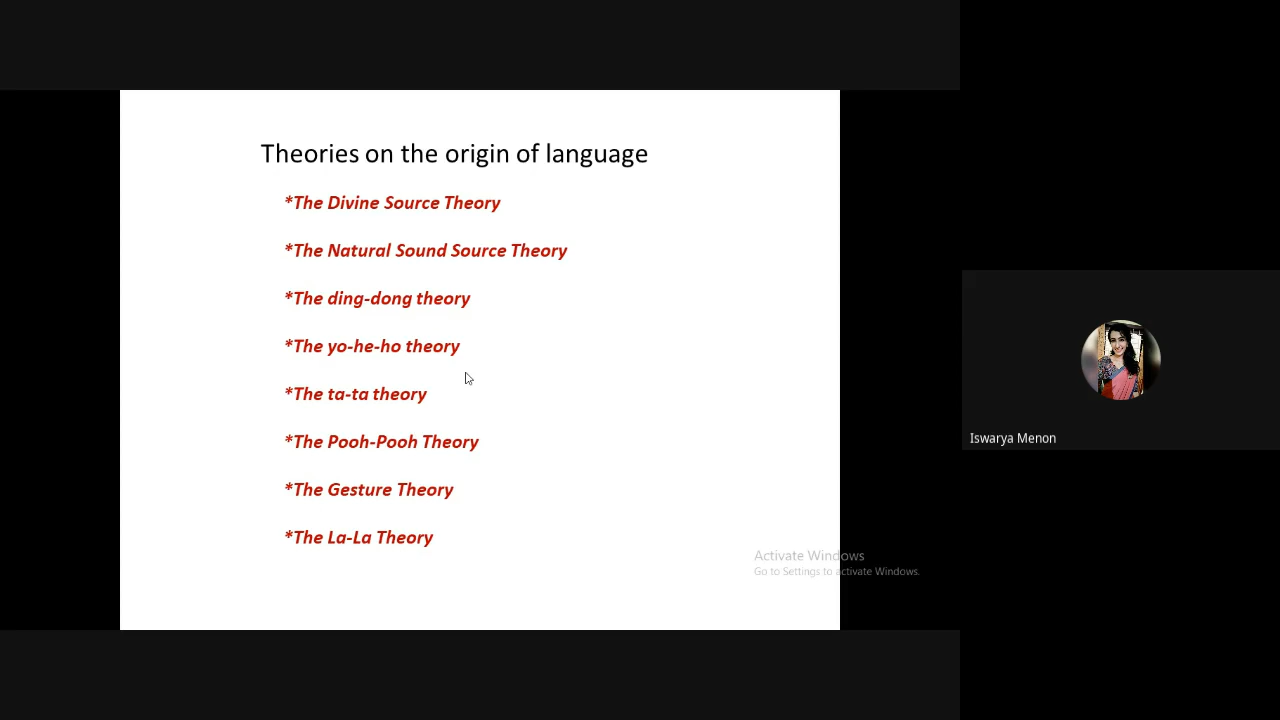 Theories on the origin of language
*The Divine Source Theory
*The Natural Sound Source Theory
*The ding-dong theory
*The yo-he-ho theory
*The ta-ta theory
*The Pooh-Pooh Theory
*The Gesture Theory
*The La-La Theory
Iswarya Menon
Activate Windows
Go to Settings to activate Windows.